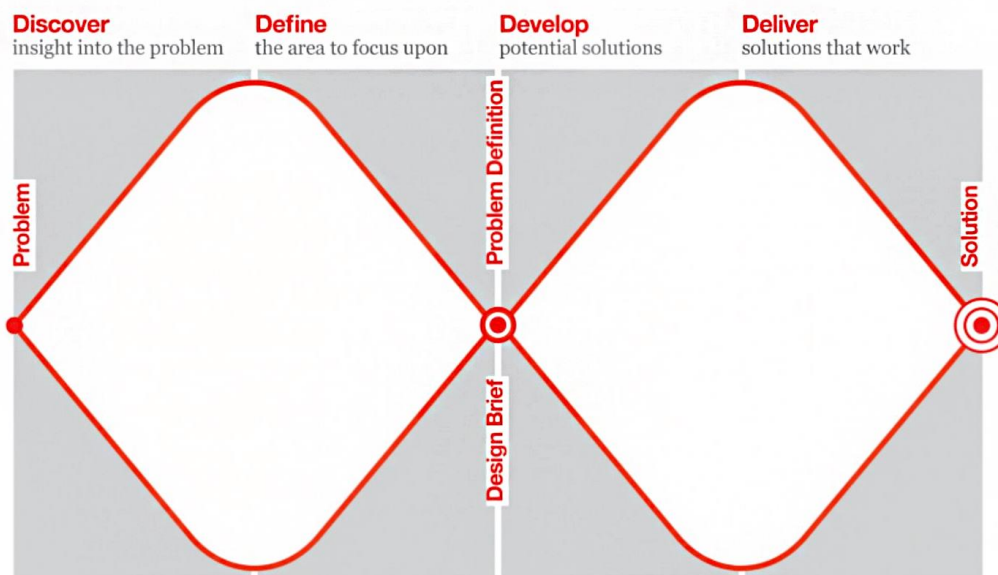 Discover
insight into the problem
Define
the area to focus upon
Develop
potential solutions
Deliver
solutions that work
Problem
Problem Definition
Design Brief
Solution